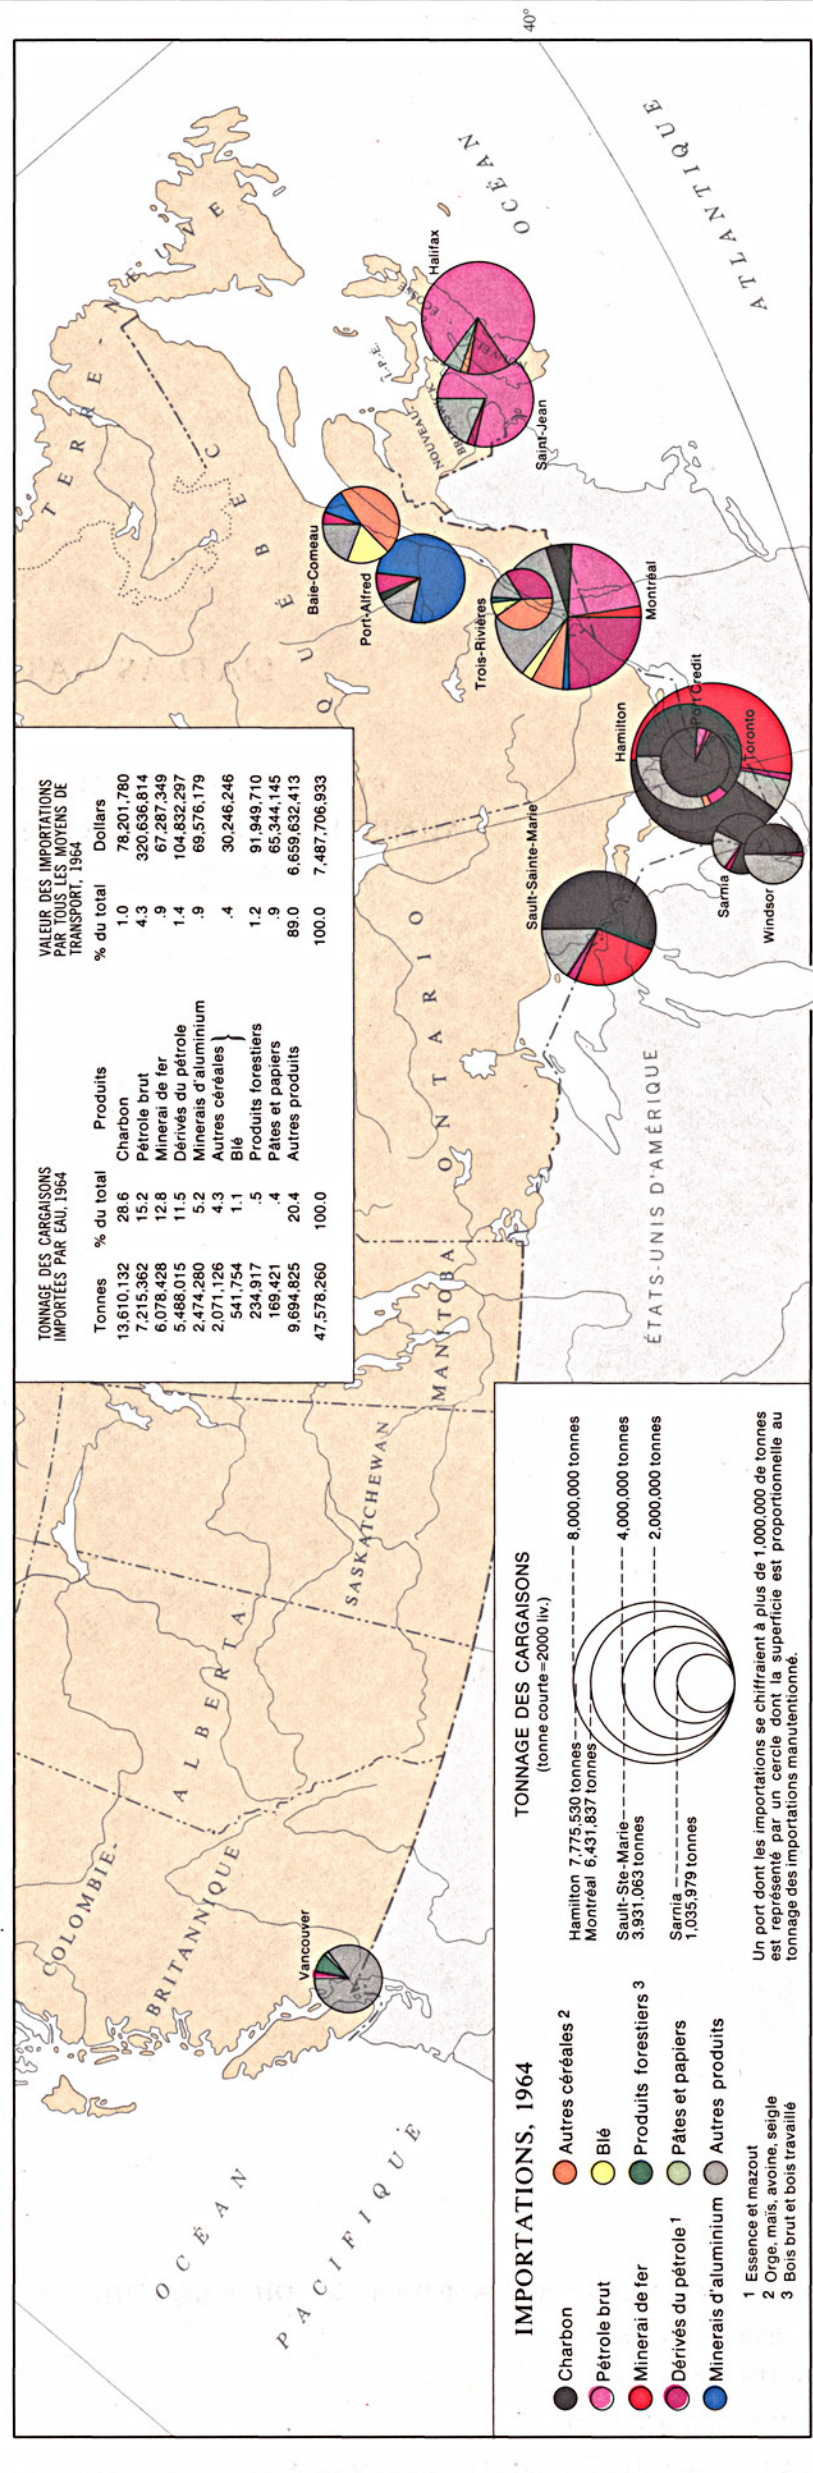 40°
TERRE-NEUVE
QUÉBEC
Î.-P.-É.
NOUVEAU-
BRUNSWICK
NOUVELLE-ÉCOSSE
OCÉAN
ATLANTIQUE
Halifax
Saint-Jean
Baie-Comeau
Port-Alfred
Trois-Rivières
Montréal
Hamilton
Port Credit
Toronto
Sault-Sainte-Marie
Sarnia
Windsor
ONTARIO
MANITOBA
SASKATCHEWAN
ALBERTA
COLOMBIE-
BRITANNIQUE
Vancouver
OCÉAN
PACIFIQUE
ÉTATS-UNIS D'AMÉRIQUE
TONNAGE DES CARGAISONS
IMPORTÉES PAR EAU, 1964
VALEUR DES IMPORTATIONS
PAR TOUS LES MOYENS DE
TRANSPORT, 1964
Tonnes % du total Produits % du total Dollars
13,610,132 28.6 Charbon 1.0 78,201,780
7,215,362 15.2 Pétrole brut 4.3 320,636,814
6,078,428 12.8 Minerai de fer .9 67,287,349
5,488,015 11.5 Dérivés du pétrole 1.4 104,832,297
2,474,280 5.2 Minerais d'aluminium .9 69,576,179
2,071,126 4.3 Autres céréales } .4 30,246,246
541,754 1.1 Blé
234,917 .5 Produits forestiers 1.2 91,949,710
169,421 .4 Pâtes et papiers .9 65,344,145
9,694,825 20.4 Autres produits 89.0 6,659,632,413
47,578,260 100.0 100.0 7,487,706,933
IMPORTATIONS, 1964
Charbon
Pétrole brut
Minerai de fer
Dérivés du pétrole 1
Minerais d'aluminium
Autres céréales 2
Blé
Produits forestiers 3
Pâtes et papiers
Autres produits
1 Essence et mazout
2 Orge, maïs, avoine, seigle
3 Bois brut et bois travaillé
TONNAGE DES CARGAISONS
(tonne courte=2000 liv.)
Hamilton 7,775,530 tonnes
Montréal 6,431,837 tonnes
Sault-Ste-Marie
3,931,063 tonnes
Sarnia
1,035,979 tonnes
8,000,000 tonnes
4,000,000 tonnes
2,000,000 tonnes
Un port dont les importations se chiffraient à plus de 1,000,000 de tonnes
est représenté par un cercle dont la superficie est proportionnelle au
tonnage des importations manutentionné.